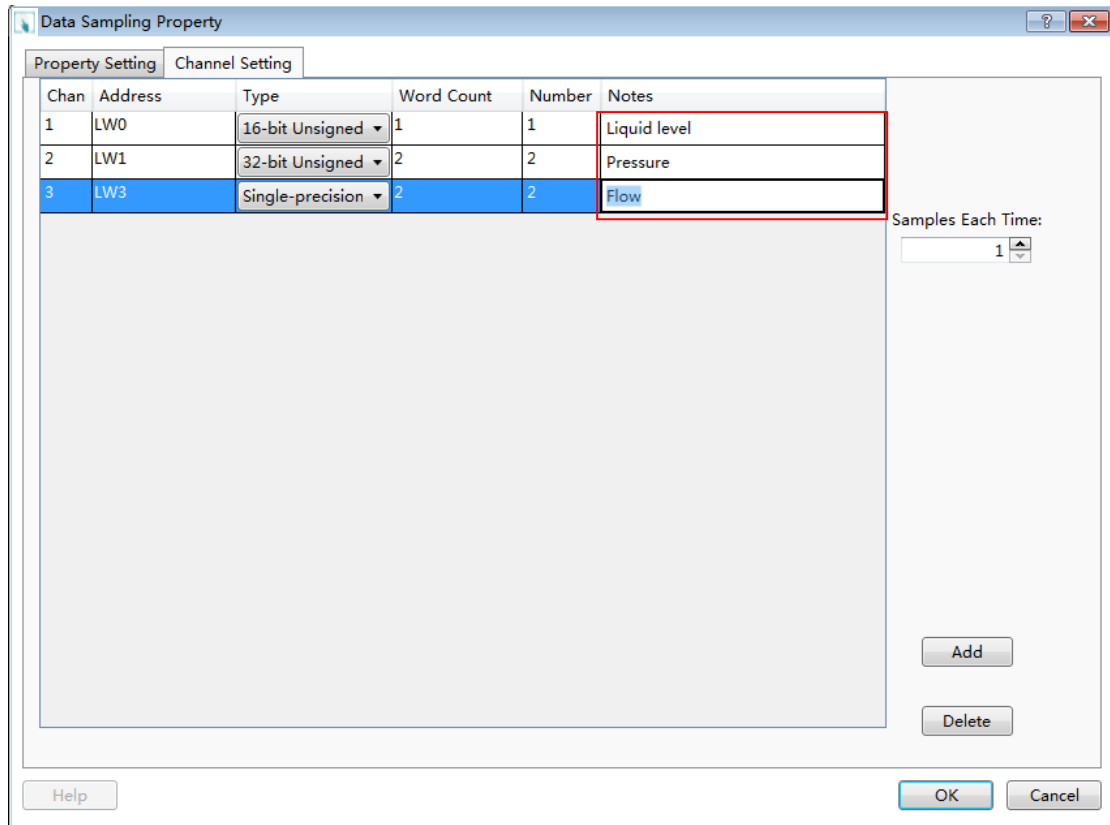 Data Sampling Property
Property Setting Channel Setting
Chan Address Type Word Count Number Notes
1 LW0 16-bit Unsigned 1 1 Liquid level
2 LW1 32-bit Unsigned 2 2 Pressure
3 LW3 Single-precision 2 2 Flow
Samples Each Time:
1
Add
Delete
Help OK Cancel